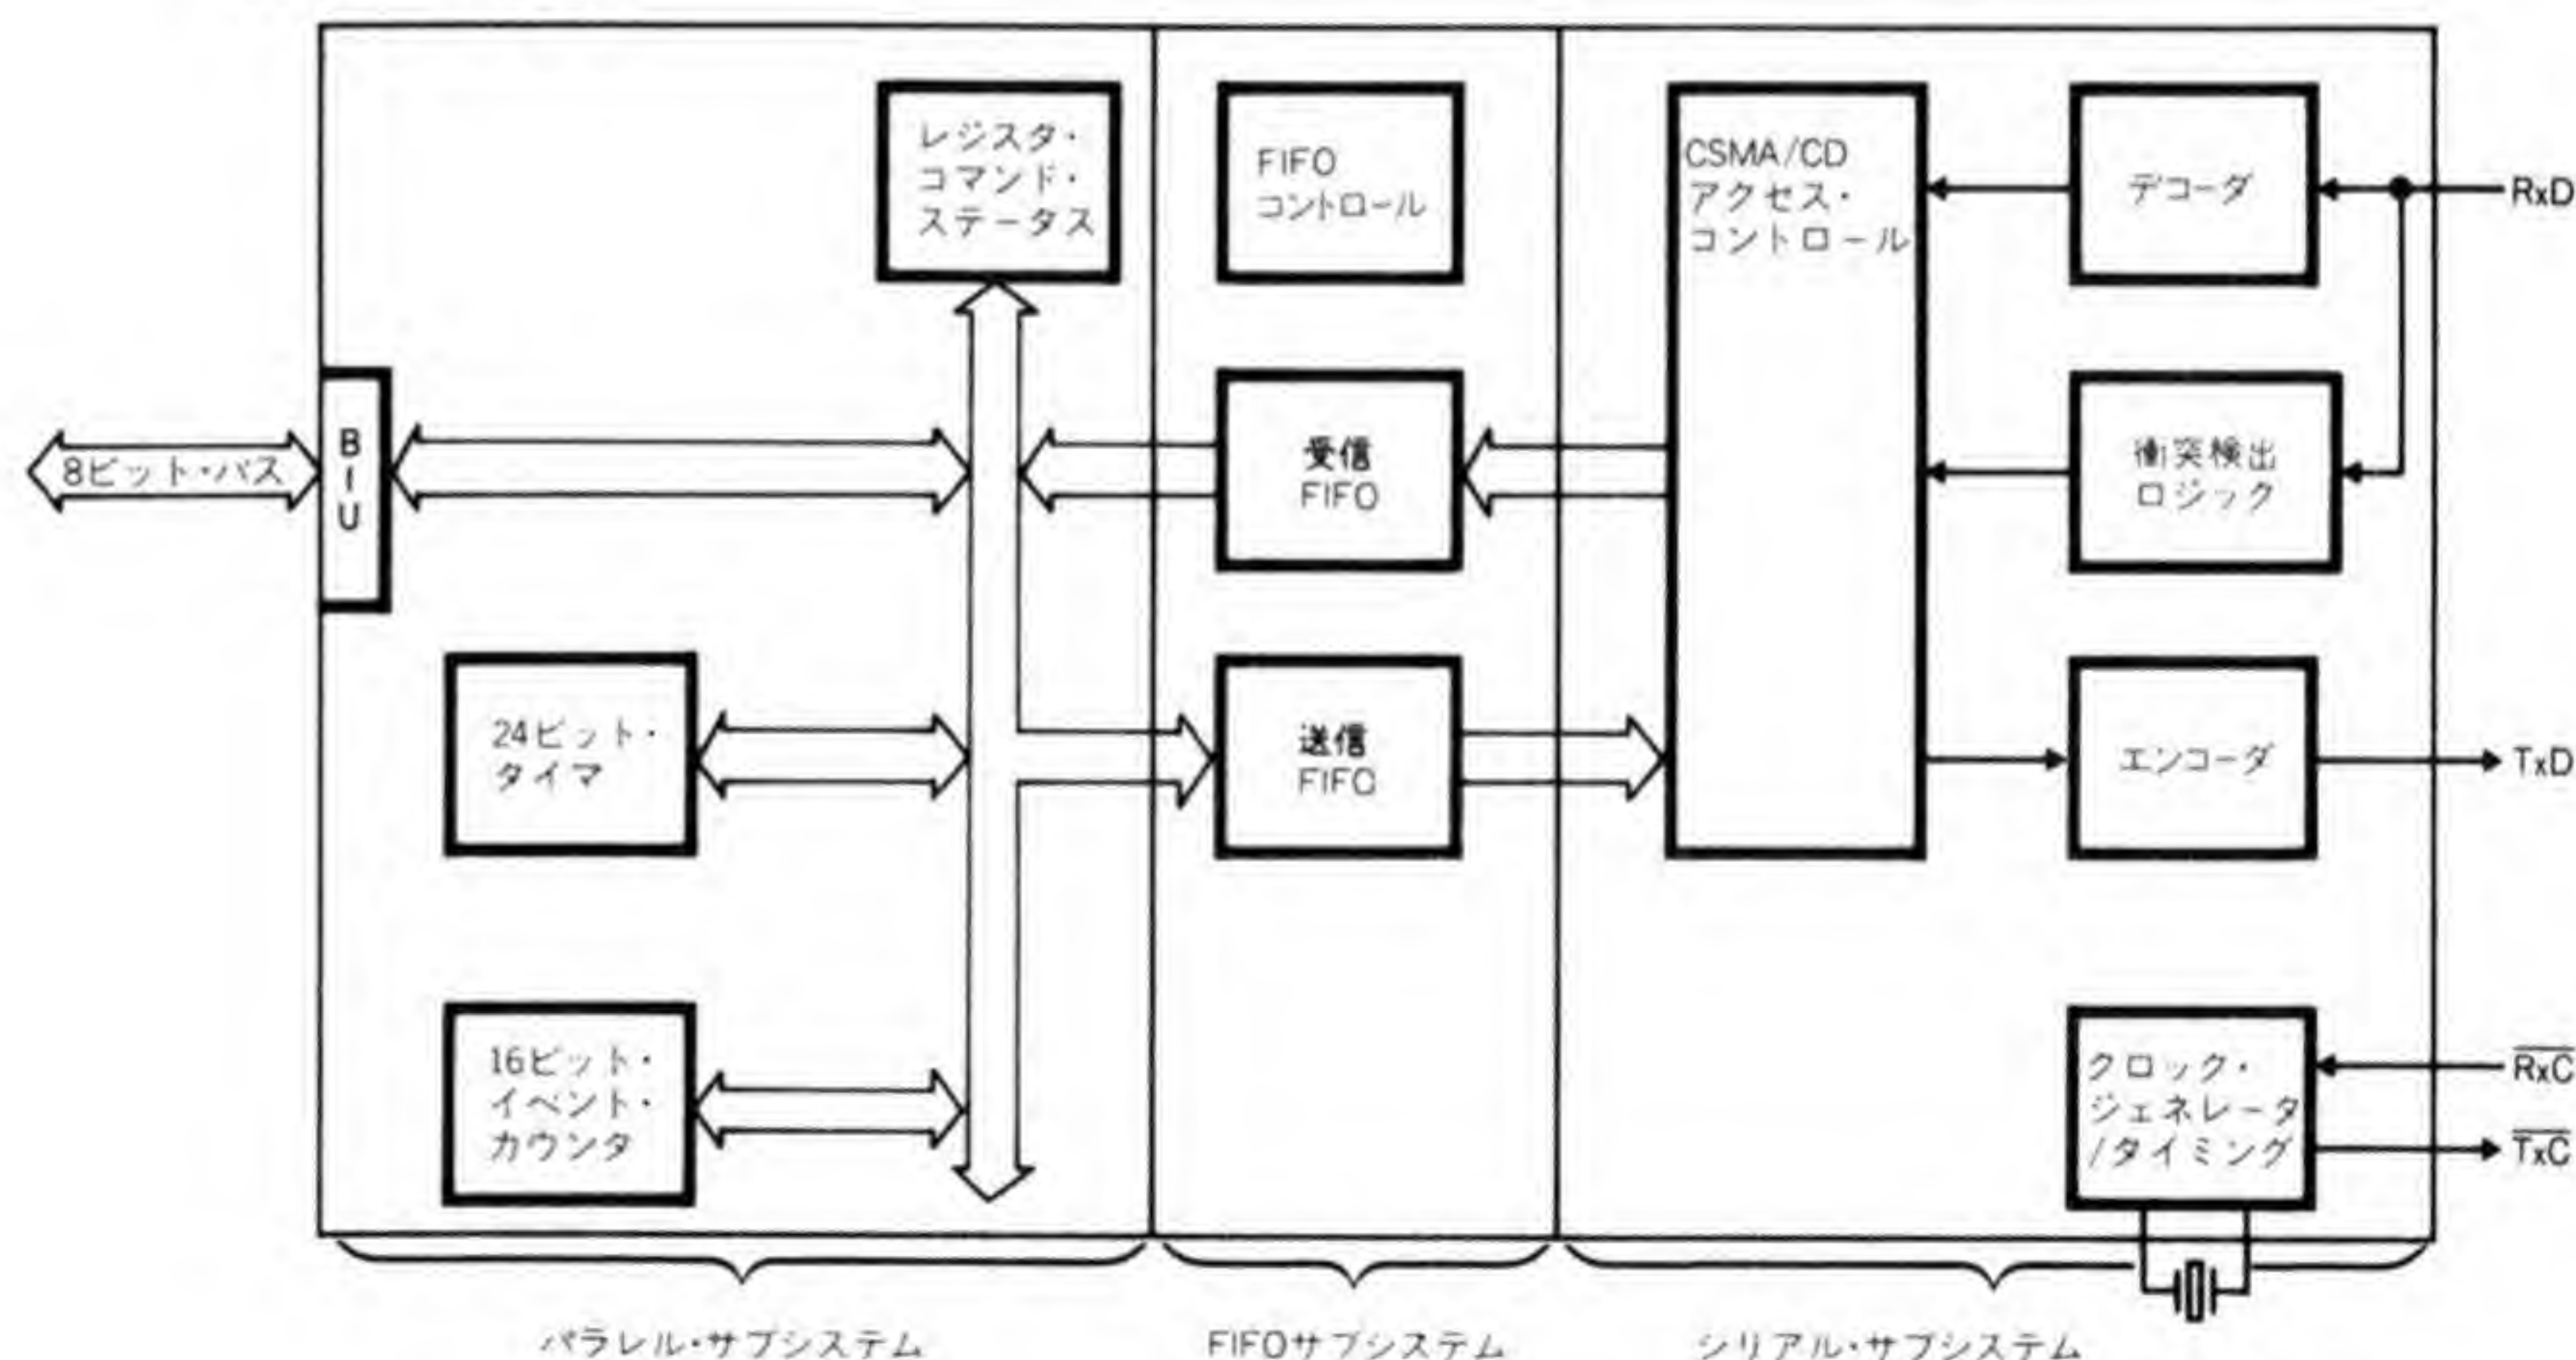 レジスタ・
コマンド・
ステータス
FIFO
コントロール
CSMA/CD
アクセス・
コントロール
デコーダ
RxD
8ビット・バス
B
I
U
受信
FIFO
衝突検出
ロジック
24ビット・
タイマ
送信
FIFO
エンコーダ
TxD
16ビット・
イベント・
カウンタ
クロック・
ジェネレータ
/タイミング
RxC
TxC
パラレル・サブシステム
FIFOサブシステム
シリアル・サブシステム